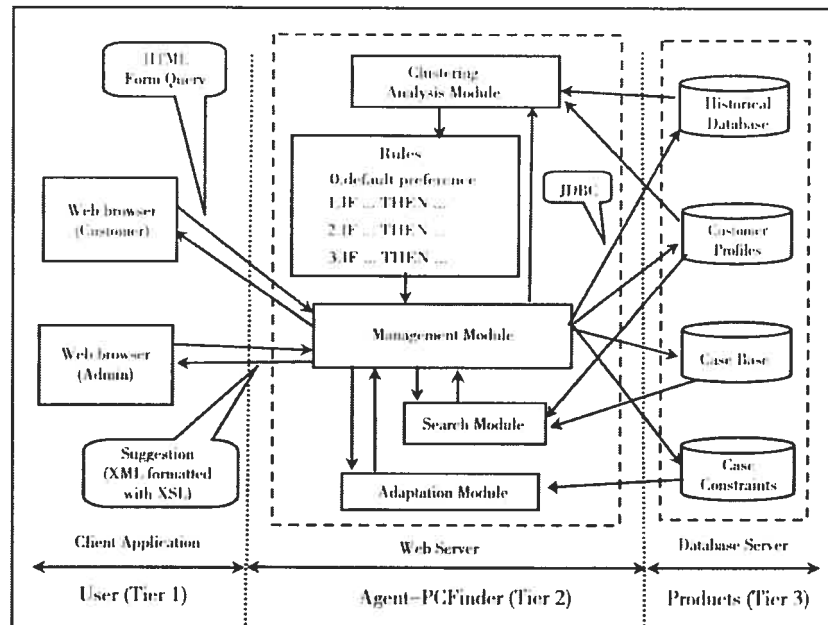 HTML
Form Query
Clustering
Analysis Module
Historical
Database
Rules
0.default preference
1.IF ... THEN ...
2.IF ... THEN ...
3.IF ... THEN ...
JDBC
Web browser
(Customer)
Customer
Profiles
Management Module
Web browser
(Admin)
Case Base
Search Module
Suggestion
(XML formatted
with XSL)
Adaptation Module
Case
Constraints
Client Application
Web Server
Database Server
User (Tier 1)
Agent-PCFinder (Tier 2)
Products (Tier 3)